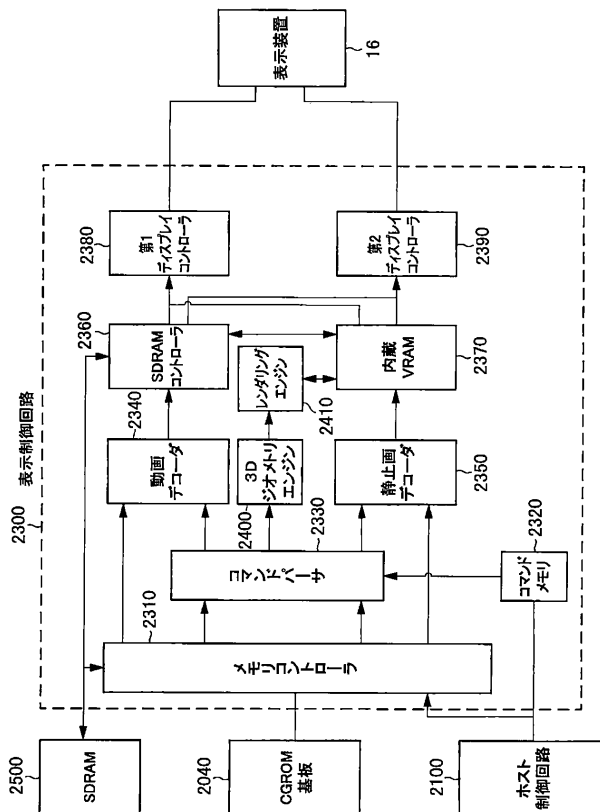 表示装置
16
表示制御回路
2300
第1
ディスプレイ
コントローラ
2380
第2
ディスプレイ
コントローラ
2390
SDRAM
コントローラ
2360
内蔵
VRAM
2370
レンダリング
エンジン
2410
動画
デコーダ
2340
3D
ジオメトリ
エンジン
2400
静止画
デコーダ
2350
コマンドパーサ
2330
コマンド
メモリ
2320
メモリコントローラ
2310
SDRAM
2500
CGROM
基板
2040
ホスト
制御回路
2100